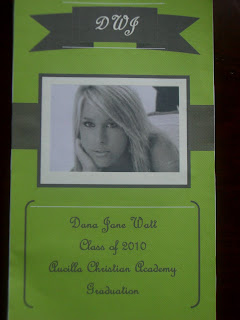 DWJ
Dana Jane Watt
Class of 2010
Aucilla Christian Academy
Graduation